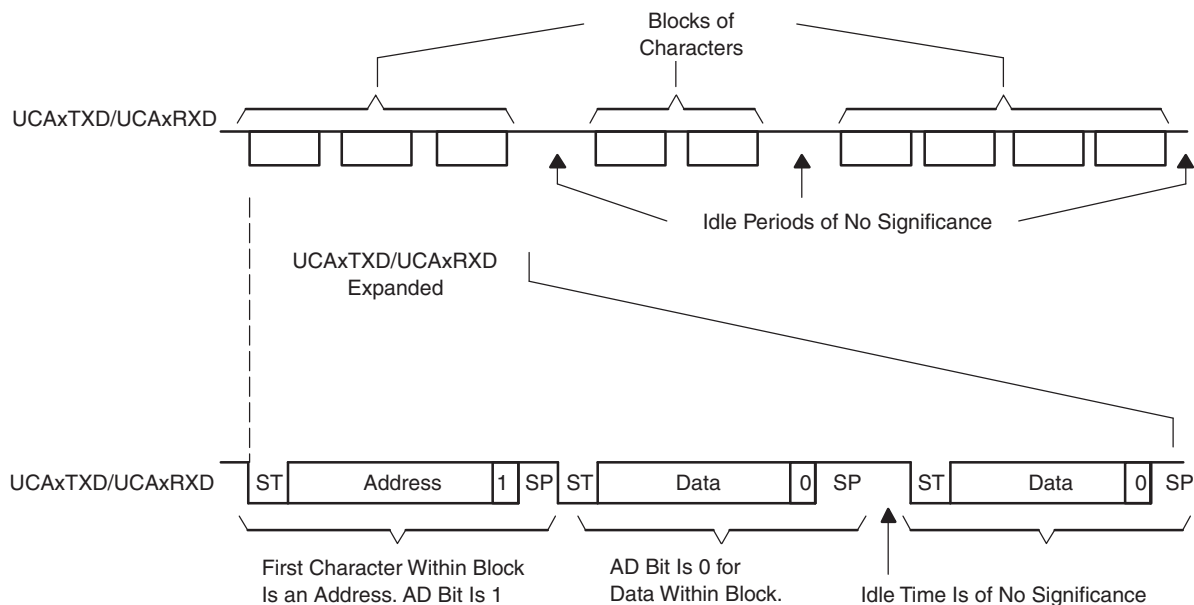 Blocks of
Characters
UCAxTXD/UCAxRXD
Idle Periods of No Significance
UCAxTXD/UCAxRXD
Expanded
UCAxTXD/UCAxRXD
ST Address 1 SP ST Data 0 SP ST Data 0 SP
First Character Within Block
Is an Address. AD Bit Is 1
AD Bit Is 0 for
Data Within Block.
Idle Time Is of No Significance